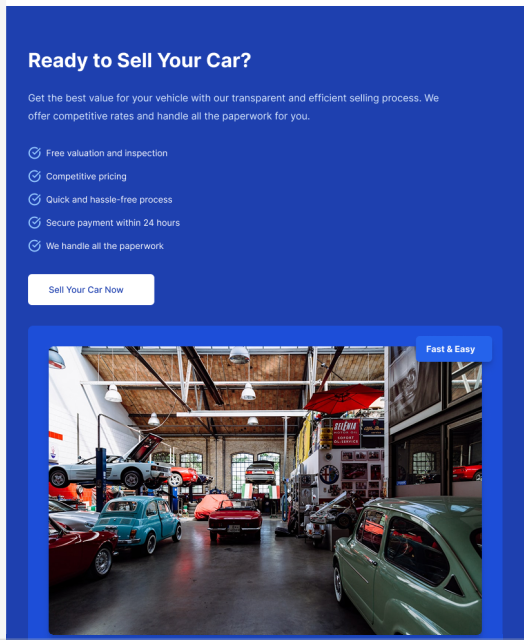 Ready to Sell Your Car?
Get the best value for your vehicle with our transparent and efficient selling process. We
offer competitive rates and handle all the paperwork for you.
Free valuation and inspection
Competitive pricing
Quick and hassle-free process
Secure payment within 24 hours
We handle all the paperwork
Sell Your Car Now
Fast & Easy
SELÈNIA
MOTOR OIL